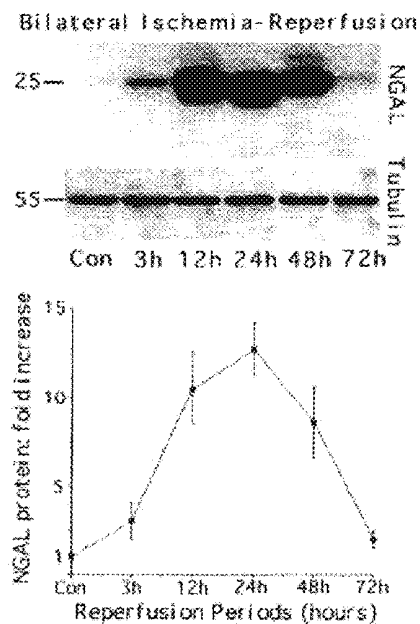 Bilateral Ischemia-Reperfusion
25
NGAL
55
Tubulin
Con 3h 12h 24h 48h 72h
NGAL protein: fold increase
15
10
5
1
Con 3h 12h 24h 48h 72h
Reperfusion Periods (hours)